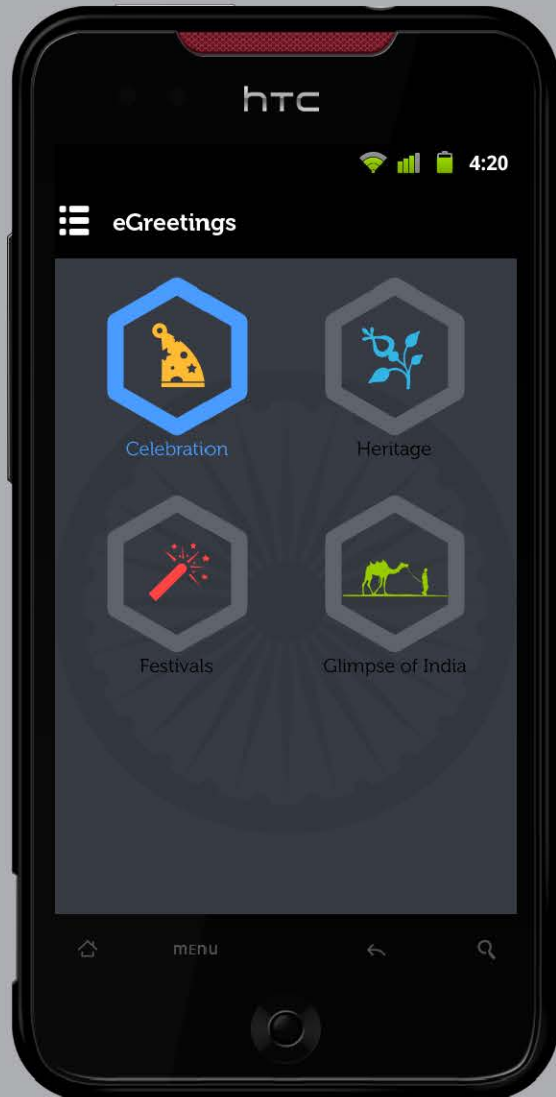 hTC
4:20
eGreetings
Celebration
Heritage
Festivals
Glimpse of India
menu